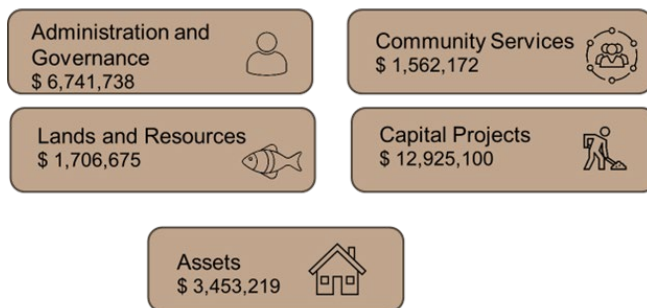 Administration and
Governance
$ 6,741,738
Community Services
$ 1,562,172
Lands and Resources
$ 1,706,675
Capital Projects
$ 12,925,100
Assets
$ 3,453,219